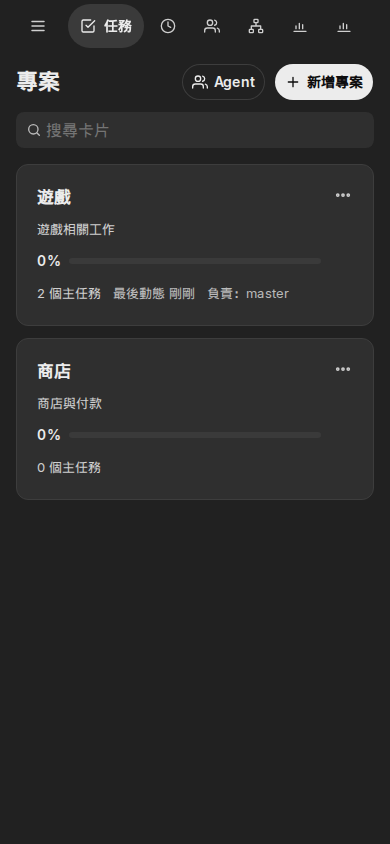 任務
專案
Agent
新增專案
搜尋卡片
遊戲
遊戲相關工作
0%
2 個主任務 最後動態 剛剛 負責：master
商店
商店與付款
0%
0 個主任務